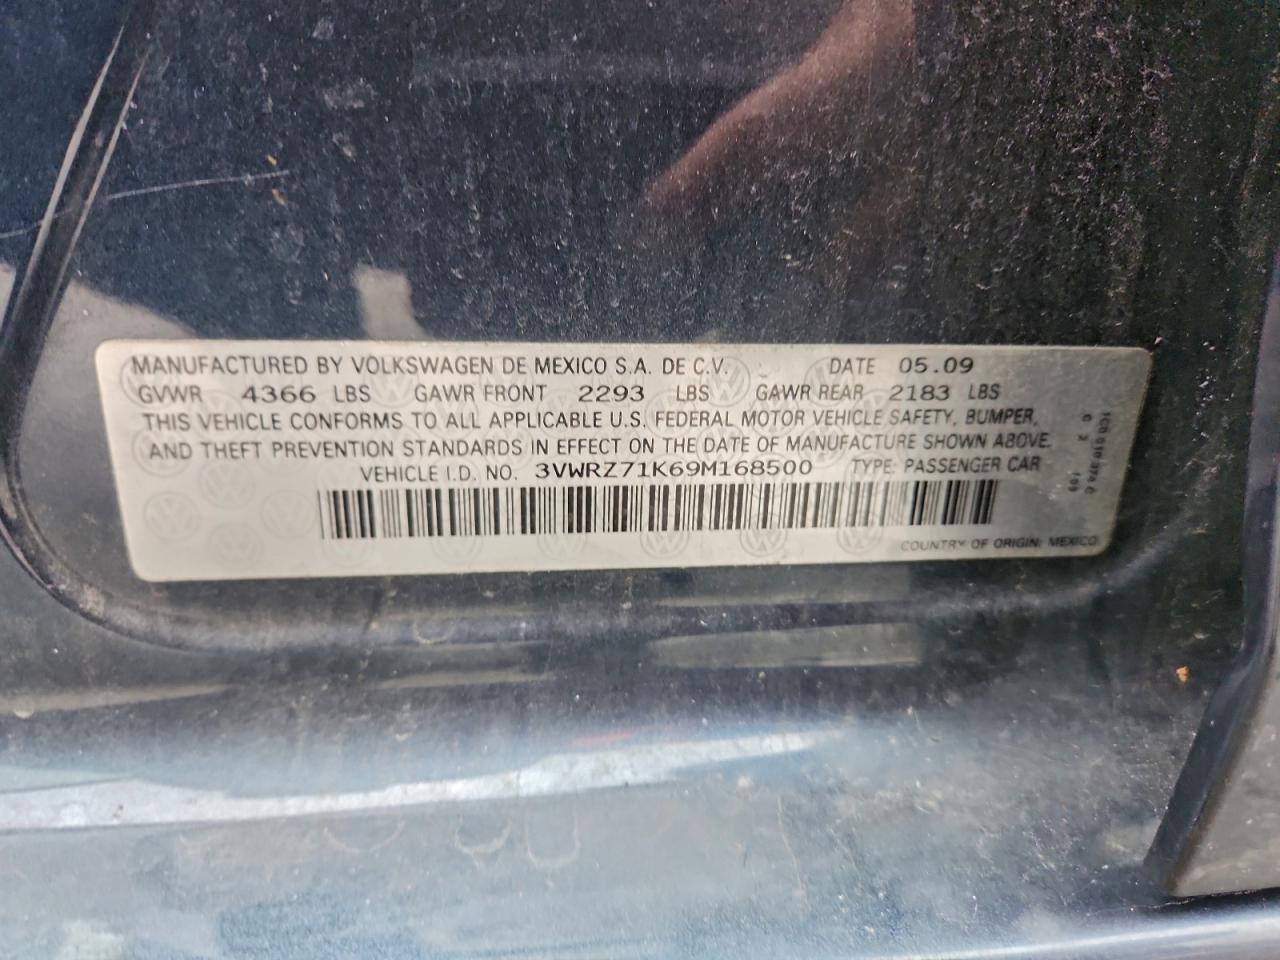 MANUFACTURED BY VOLKSWAGEN DE MEXICO S.A. DE C.V. DATE 05.09
GVWR 4366 LBS GAWR FRONT 2293 LBS GAWR REAR 2183 LBS
THIS VEHICLE CONFORMS TO ALL APPLICABLE U.S. FEDERAL MOTOR VEHICLE SAFETY, BUMPER,
AND THEFT PREVENTION STANDARDS IN EFFECT ON THE DATE OF MANUFACTURE SHOWN ABOVE.
VEHICLE I.D. NO. 3VWRZ71K69M168500 TYPE: PASSENGER CAR
COUNTRY OF ORIGIN: MEXICO